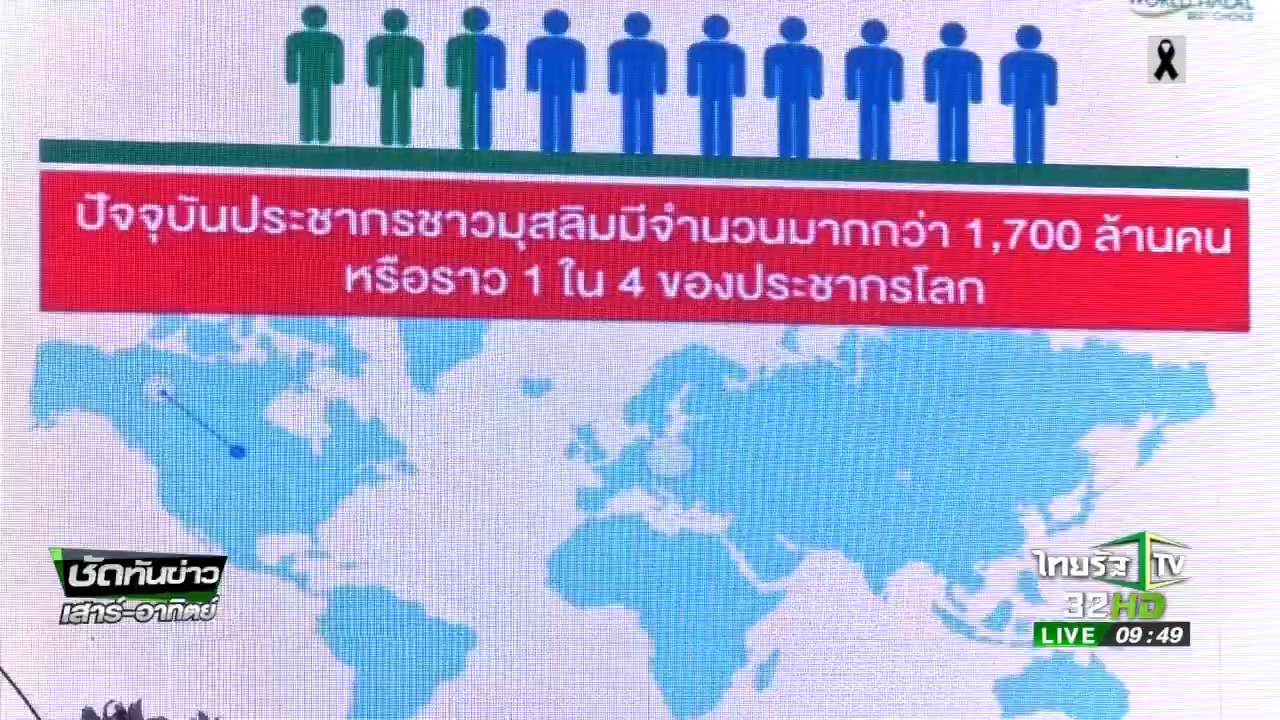 WORLD HALAL
BEST CHOICE
ปัจจุบันประชากรชาวมุสลิมมีจำนวนมากกว่า 1,700 ล้านคน
หรือราว 1 ใน 4 ของประชากรโลก
ชัดทันข่าว
เสาร์-อาทิตย์
ไทยรัฐ TV
32HD
LIVE 09:49